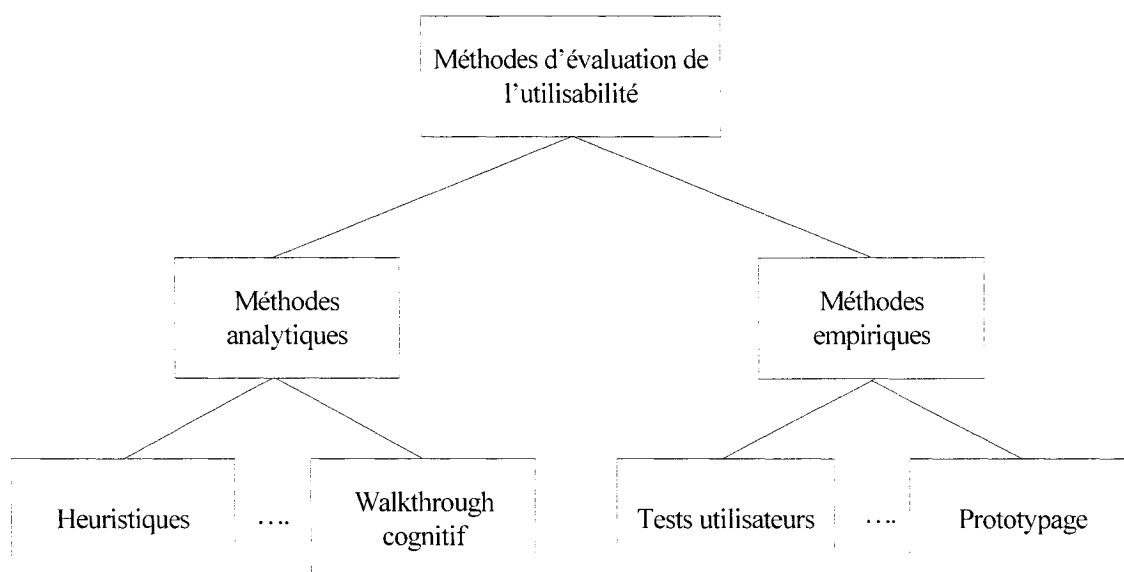 Méthodes d'évaluation de
l'utilisabilité
Méthodes
analytiques
Méthodes
empiriques
Heuristiques
....
Walkthrough
cognitif
Tests utilisateurs
....
Prototypage